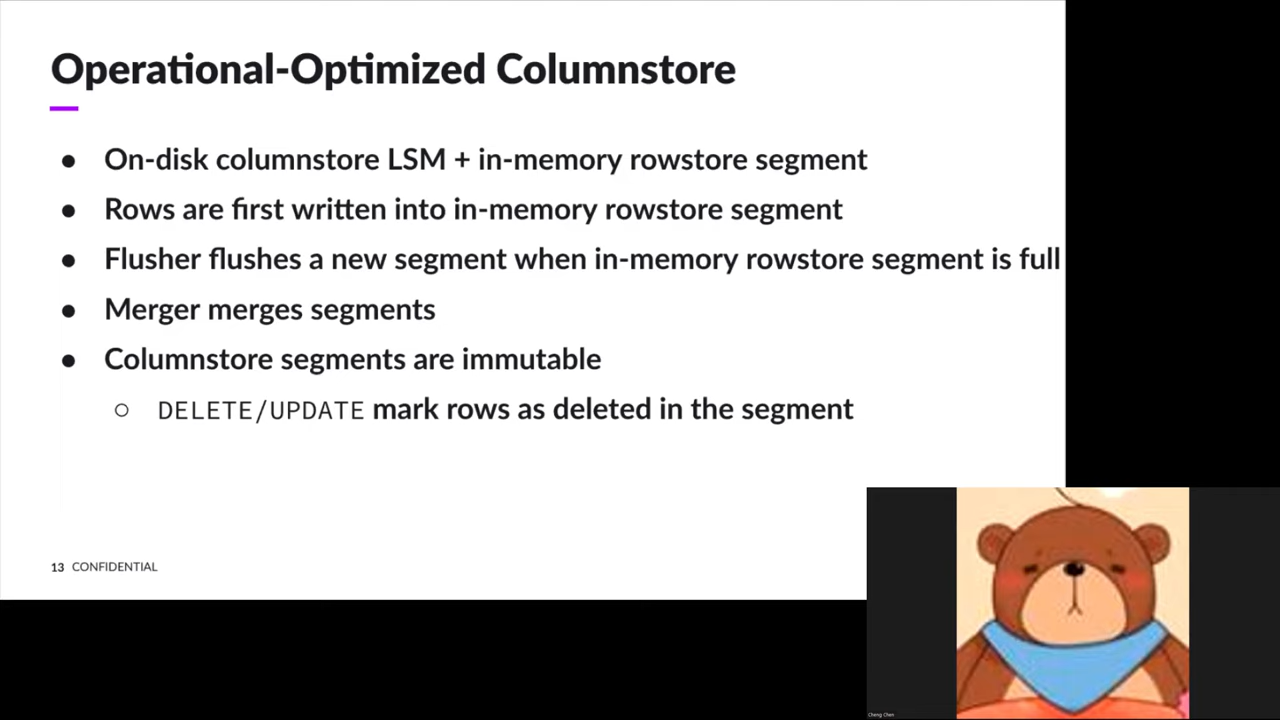 Operational-Optimized Columnstore
● On-disk columnstore LSM + in-memory rowstore segment
● Rows are first written into in-memory rowstore segment
● Flusher flushes a new segment when in-memory rowstore segment is full
● Merger merges segments
● Columnstore segments are immutable
○ DELETE/UPDATE mark rows as deleted in the segment
13 CONFIDENTIAL
Cheng Chen